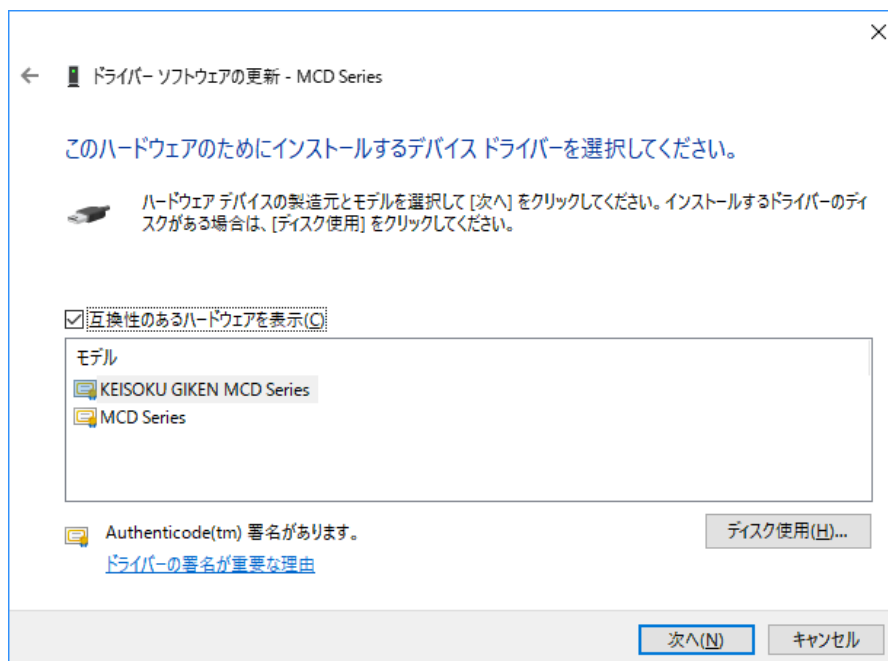 ドライバー ソフトウェアの更新 - MCD Series
このハードウェアのためにインストールするデバイス ドライバーを選択してください。
ハードウェア デバイスの製造元とモデルを選択して [次へ] をクリックしてください。インストールするドライバーのディ
スクがある場合は、[ディスク使用] をクリックしてください。
互換性のあるハードウェアを表示(C)
モデル
KEISOKU GIKEN MCD Series
MCD Series
Authenticode(tm) 署名があります。
ディスク使用(H)...
ドライバーの署名が重要な理由
次へ(N)
キャンセル